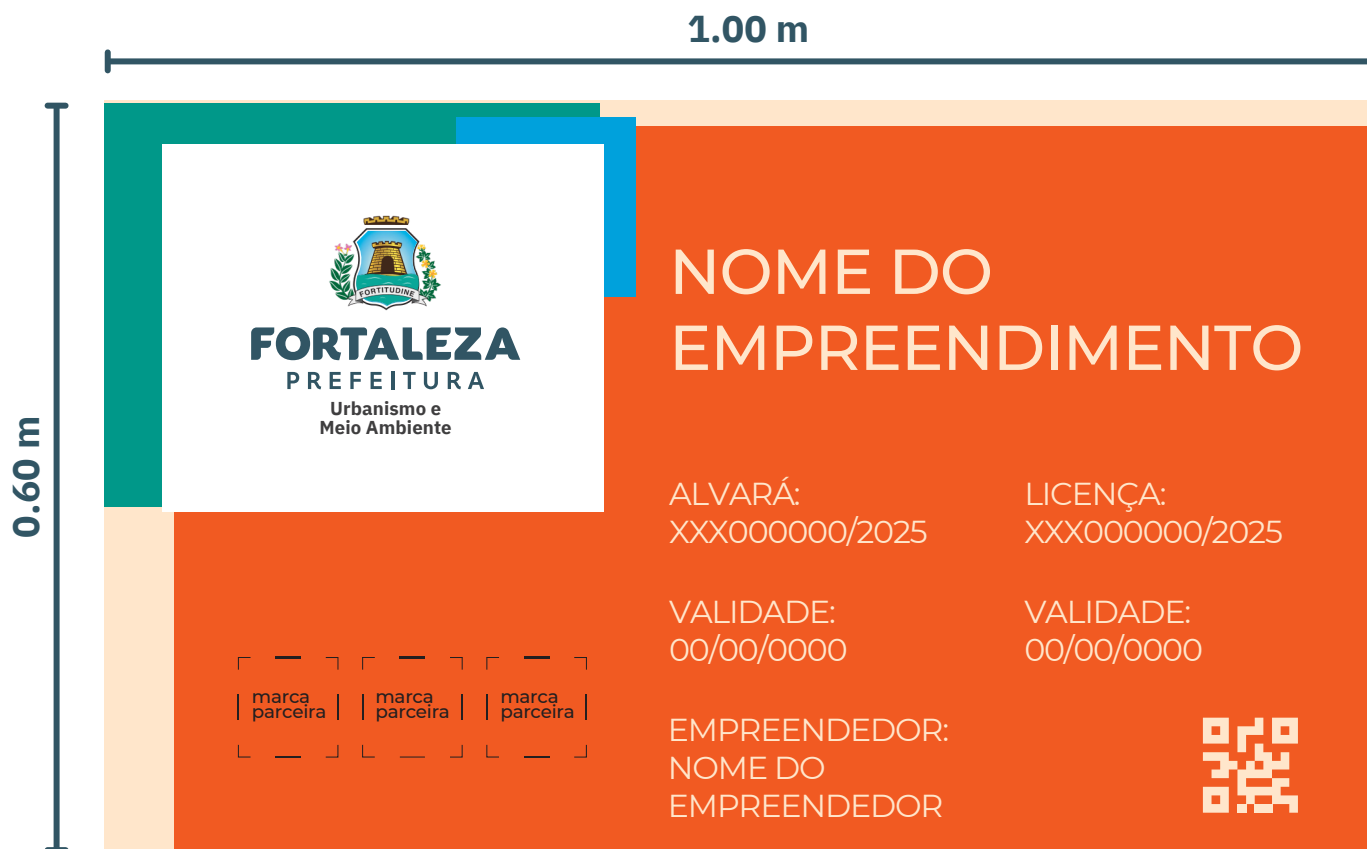 1.00 m
0.60 m
FORTITUDINE
FORTALEZA
PREFEITURA
Urbanismo e
Meio Ambiente
NOME DO
EMPREENDIMENTO
ALVARÁ:
XXX000000/2025
LICENÇA:
XXX000000/2025
VALIDADE:
00/00/0000
VALIDADE:
00/00/0000
marca
parceira
marca
parceira
marca
parceira
EMPREENDEDOR:
NOME DO
EMPREENDEDOR